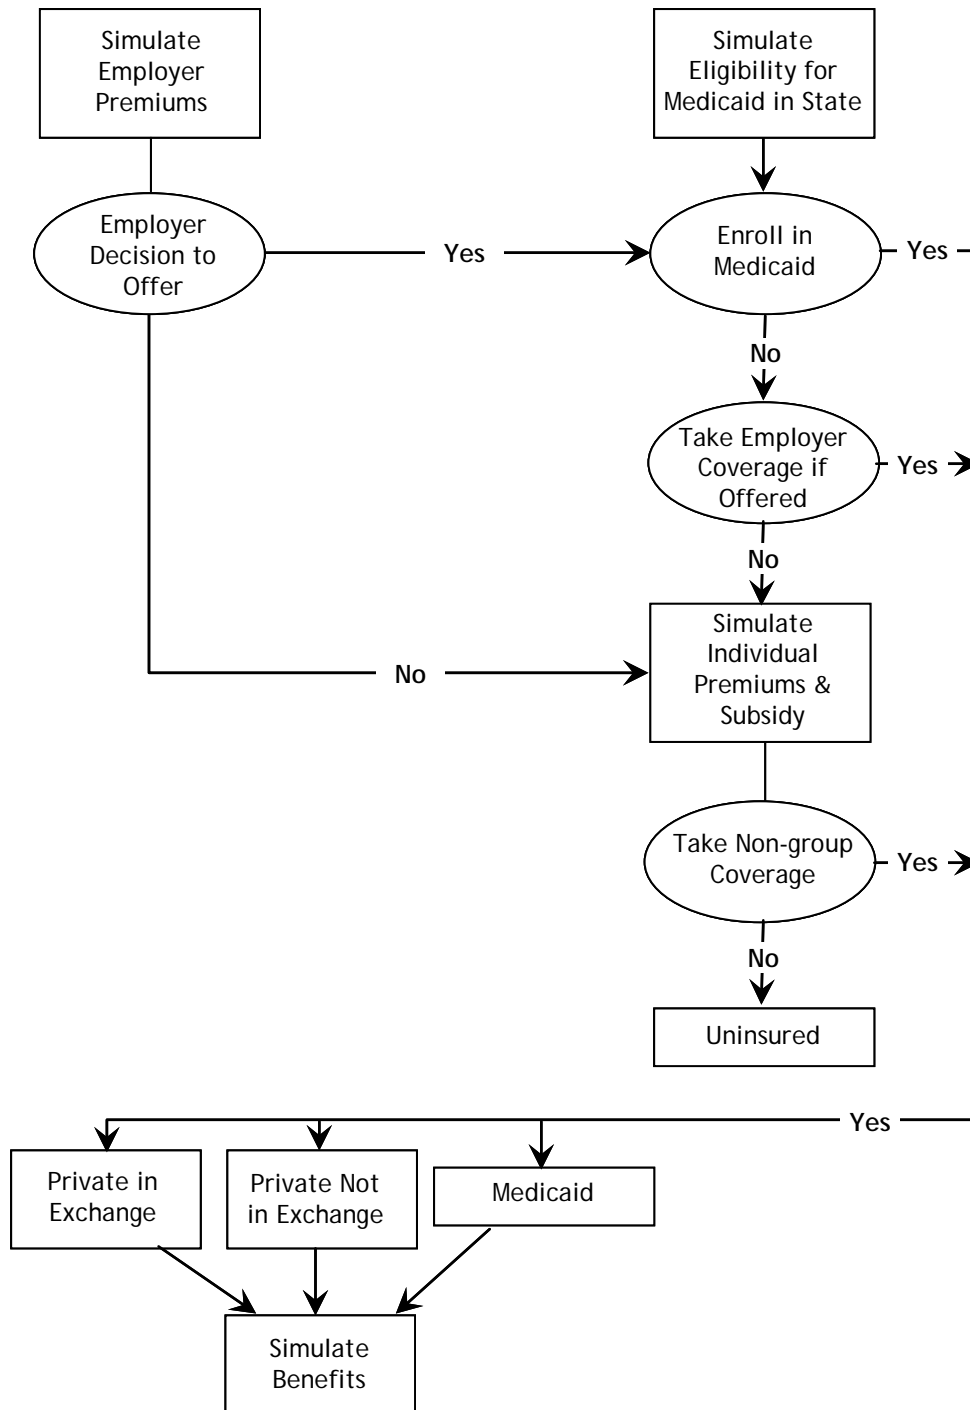 Simulate
Employer
Premiums
Simulate
Eligibility for
Medicaid in State
Employer
Decision to
Offer
Yes
Enroll in
Medicaid
Yes
No
Take Employer
Coverage if
Offered
Yes
No
Simulate
Individual
Premiums &
Subsidy
No
Take Non-group
Coverage
Yes
No
Uninsured
Yes
Private in
Exchange
Private Not
in Exchange
Medicaid
Simulate
Benefits